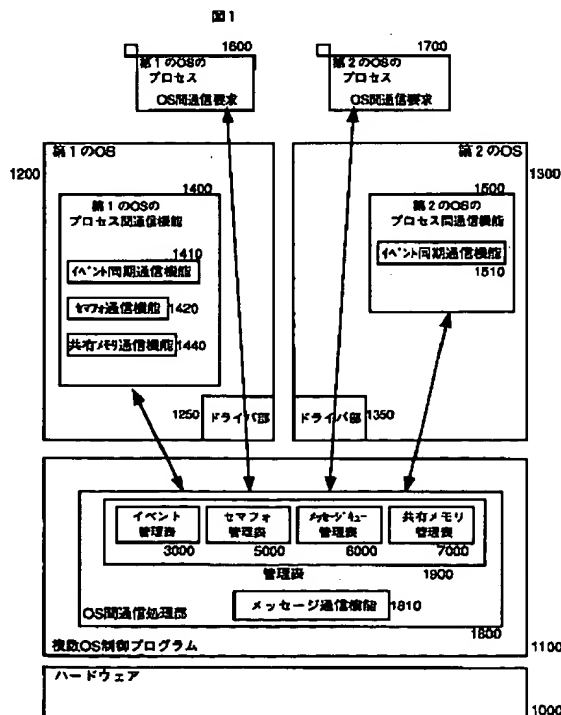 図1
1600
第1のOSの
プロセス
OS間通信要求
1700
第2のOSの
プロセス
OS間通信要求
1200
第1のOS
1400
第1のOSの
プロセス間通信機能
1410
イベント同期通信機能
セマフォ通信機能
1420
共有メモリ通信機能
1440
1250
ドライバ部
第2のOS
1300
1500
第2のOSの
プロセス間通信機能
イベント同期通信機能
1510
ドライバ部
1350
イベント
管理表
3000
セマフォ
管理表
5000
メッセージキュー
管理表
6000
共有メモリ
管理表
7000
管理表
1900
メッセージ通信機能
1810
OS間通信処理部
1800
複数OS制御プログラム
1100
ハードウェア
1000